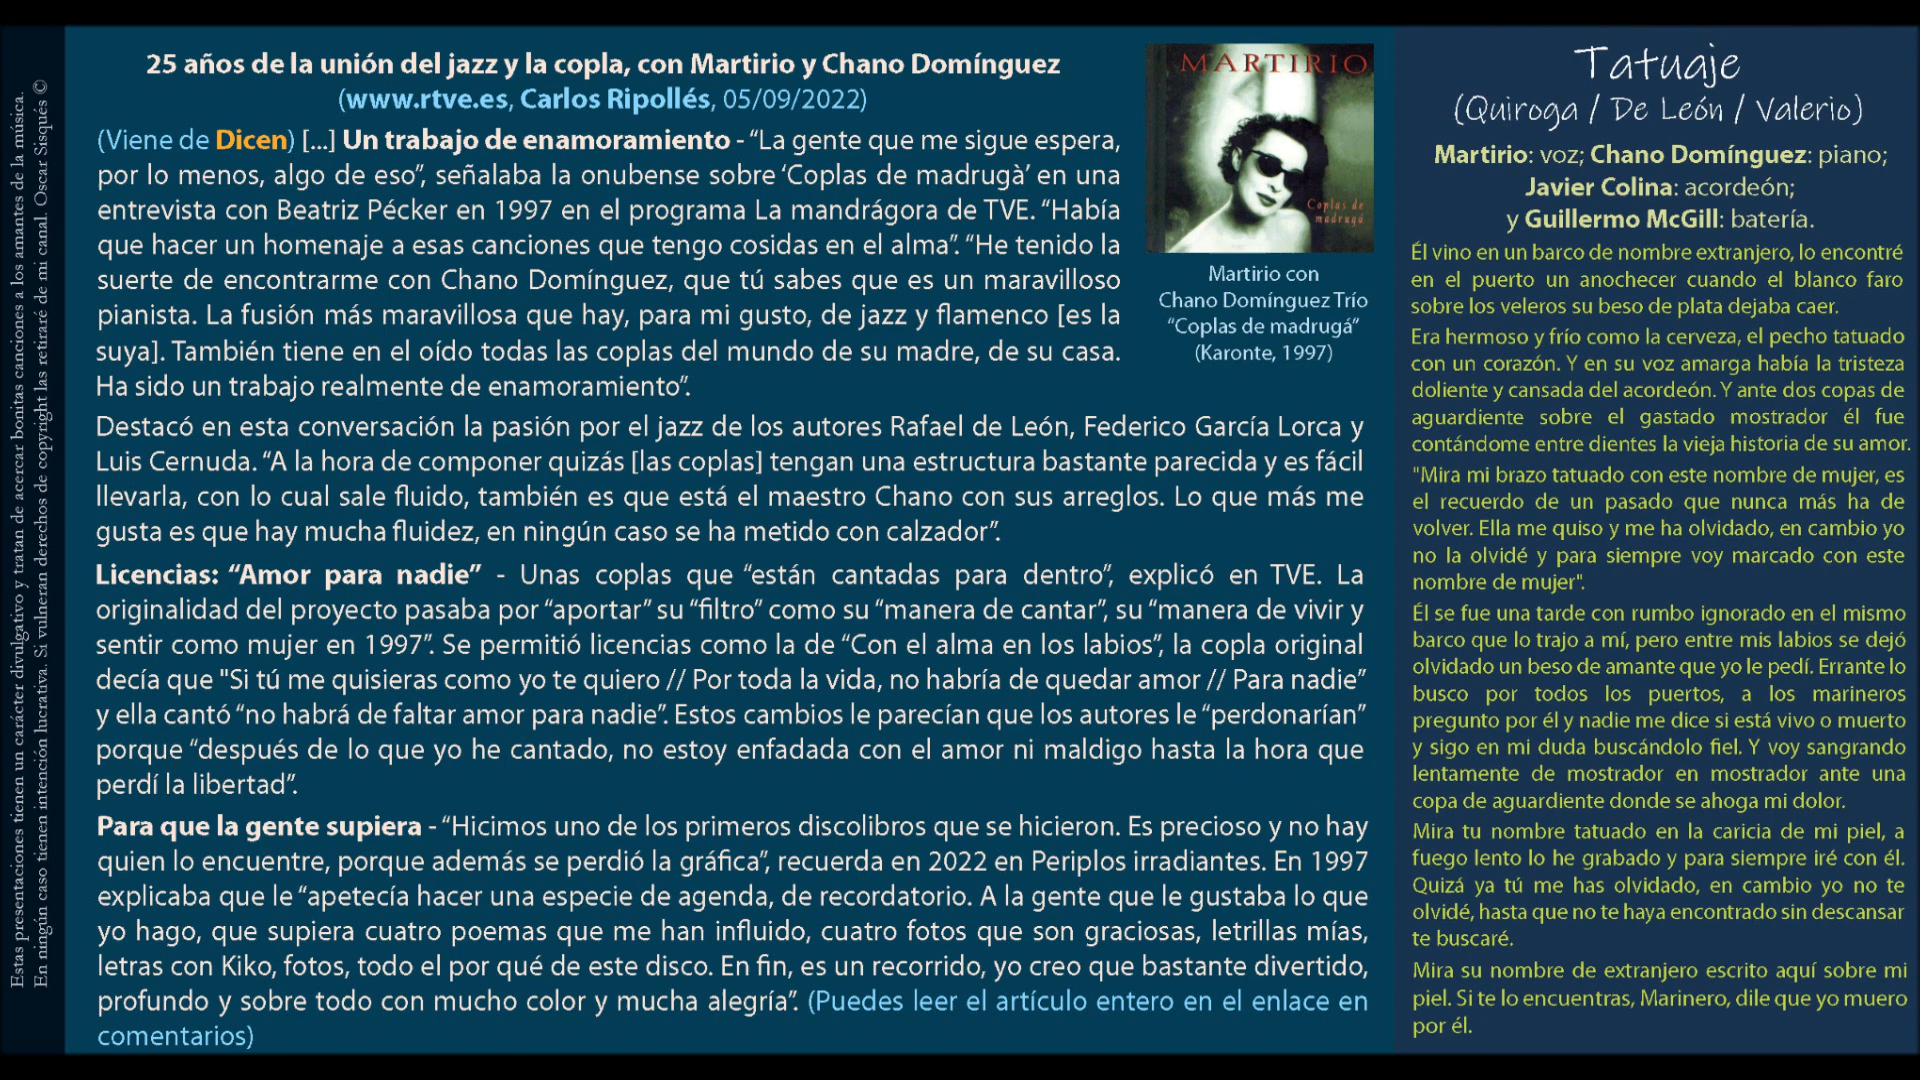 Estas presentaciones tienen un carácter divulgativo y tratan de acercar bonitas canciones a los amantes de la música.
En ningún caso tienen intención lucrativa. Si vulneran derechos de copyright las retiraré de mi canal. Oscar Sisqués ©
25 años de la unión del jazz y la copla, con Martirio y Chano Domínguez
(www.rtve.es, Carlos Ripollés, 05/09/2022)
(Viene de Dicen) [...] Un trabajo de enamoramiento - “La gente que me sigue espera,
por lo menos, algo de eso”, señalaba la onubense sobre ‘Coplas de madrugà’ en una
entrevista con Beatriz Pécker en 1997 en el programa La mandrágora de TVE. “Había
que hacer un homenaje a esas canciones que tengo cosidas en el alma”. “He tenido la
suerte de encontrarme con Chano Domínguez, que tú sabes que es un maravilloso
pianista. La fusión más maravillosa que hay, para mi gusto, de jazz y flamenco [es la
suya]. También tiene en el oído todas las coplas del mundo de su madre, de su casa.
Ha sido un trabajo realmente de enamoramiento”.
Destacó en esta conversación la pasión por el jazz de los autores Rafael de León, Federico García Lorca y
Luis Cernuda. “A la hora de componer quizás [las coplas] tengan una estructura bastante parecida y es fácil
llevarla, con lo cual sale fluido, también es que está el maestro Chano con sus arreglos. Lo que más me
gusta es que hay mucha fluidez, en ningún caso se ha metido con calzador”.
Licencias: “Amor para nadie” - Unas coplas que “están cantadas para dentro”, explicó en TVE. La
originalidad del proyecto pasaba por “aportar” su “filtro” como su “manera de cantar”, su “manera de vivir y
sentir como mujer en 1997”. Se permitió licencias como la de “Con el alma en los labios”, la copla original
decía que "Si tú me quisieras como yo te quiero // Por toda la vida, no habría de quedar amor // Para nadie”
y ella cantó “no habrá de faltar amor para nadie”. Estos cambios le parecían que los autores le “perdonarían”
porque “después de lo que yo he cantado, no estoy enfadada con el amor ni maldigo hasta la hora que
perdí la libertad”.
Para que la gente supiera - “Hicimos uno de los primeros discolibros que se hicieron. Es precioso y no hay
quien lo encuentre, porque además se perdió la gráfica”, recuerda en 2022 en Periplos irradiantes. En 1997
explicaba que le “apetecía hacer una especie de agenda, de recordatorio. A la gente que le gustaba lo que
yo hago, que supiera cuatro poemas que me han influido, cuatro fotos que son graciosas, letrillas mías,
letras con Kiko, fotos, todo el por qué de este disco. En fin, es un recorrido, yo creo que bastante divertido,
profundo y sobre todo con mucho color y mucha alegría”. (Puedes leer el artículo entero en el enlace en
comentarios)
MARTIRIO
Coplas de
madrugá
Martirio con
Chano Domínguez Trío
“Coplas de madrugá”
(Karonte, 1997)
Tatuaje
(Quiroga / De León / Valerio)
Martirio: voz; Chano Domínguez: piano;
Javier Colina: acordeón;
y Guillermo McGill: batería.
Él vino en un barco de nombre extranjero, lo encontré
en el puerto un anochecer cuando el blanco faro
sobre los veleros su beso de plata dejaba caer.
Era hermoso y frío como la cerveza, el pecho tatuado
con un corazón. Y en su voz amarga había la tristeza
doliente y cansada del acordeón. Y ante dos copas de
aguardiente sobre el gastado mostrador él fue
contándome entre dientes la vieja historia de su amor.
"Mira mi brazo tatuado con este nombre de mujer, es
el recuerdo de un pasado que nunca más ha de
volver. Ella me quiso y me ha olvidado, en cambio yo
no la olvidé y para siempre voy marcado con este
nombre de mujer".
Él se fue una tarde con rumbo ignorado en el mismo
barco que lo trajo a mí, pero entre mis labios se dejó
olvidado un beso de amante que yo le pedí. Errante lo
busco por todos los puertos, a los marineros
pregunto por él y nadie me dice si está vivo o muerto
y sigo en mi duda buscándolo fiel. Y voy sangrando
lentamente de mostrador en mostrador ante una
copa de aguardiente donde se ahoga mi dolor.
Mira tu nombre tatuado en la caricia de mi piel, a
fuego lento lo he grabado y para siempre iré con él.
Quizá ya tú me has olvidado, en cambio yo no te
olvidé, hasta que no te haya encontrado sin descansar
te buscaré.
Mira su nombre de extranjero escrito aquí sobre mi
piel. Si te lo encuentras, Marinero, dile que yo muero
por él.